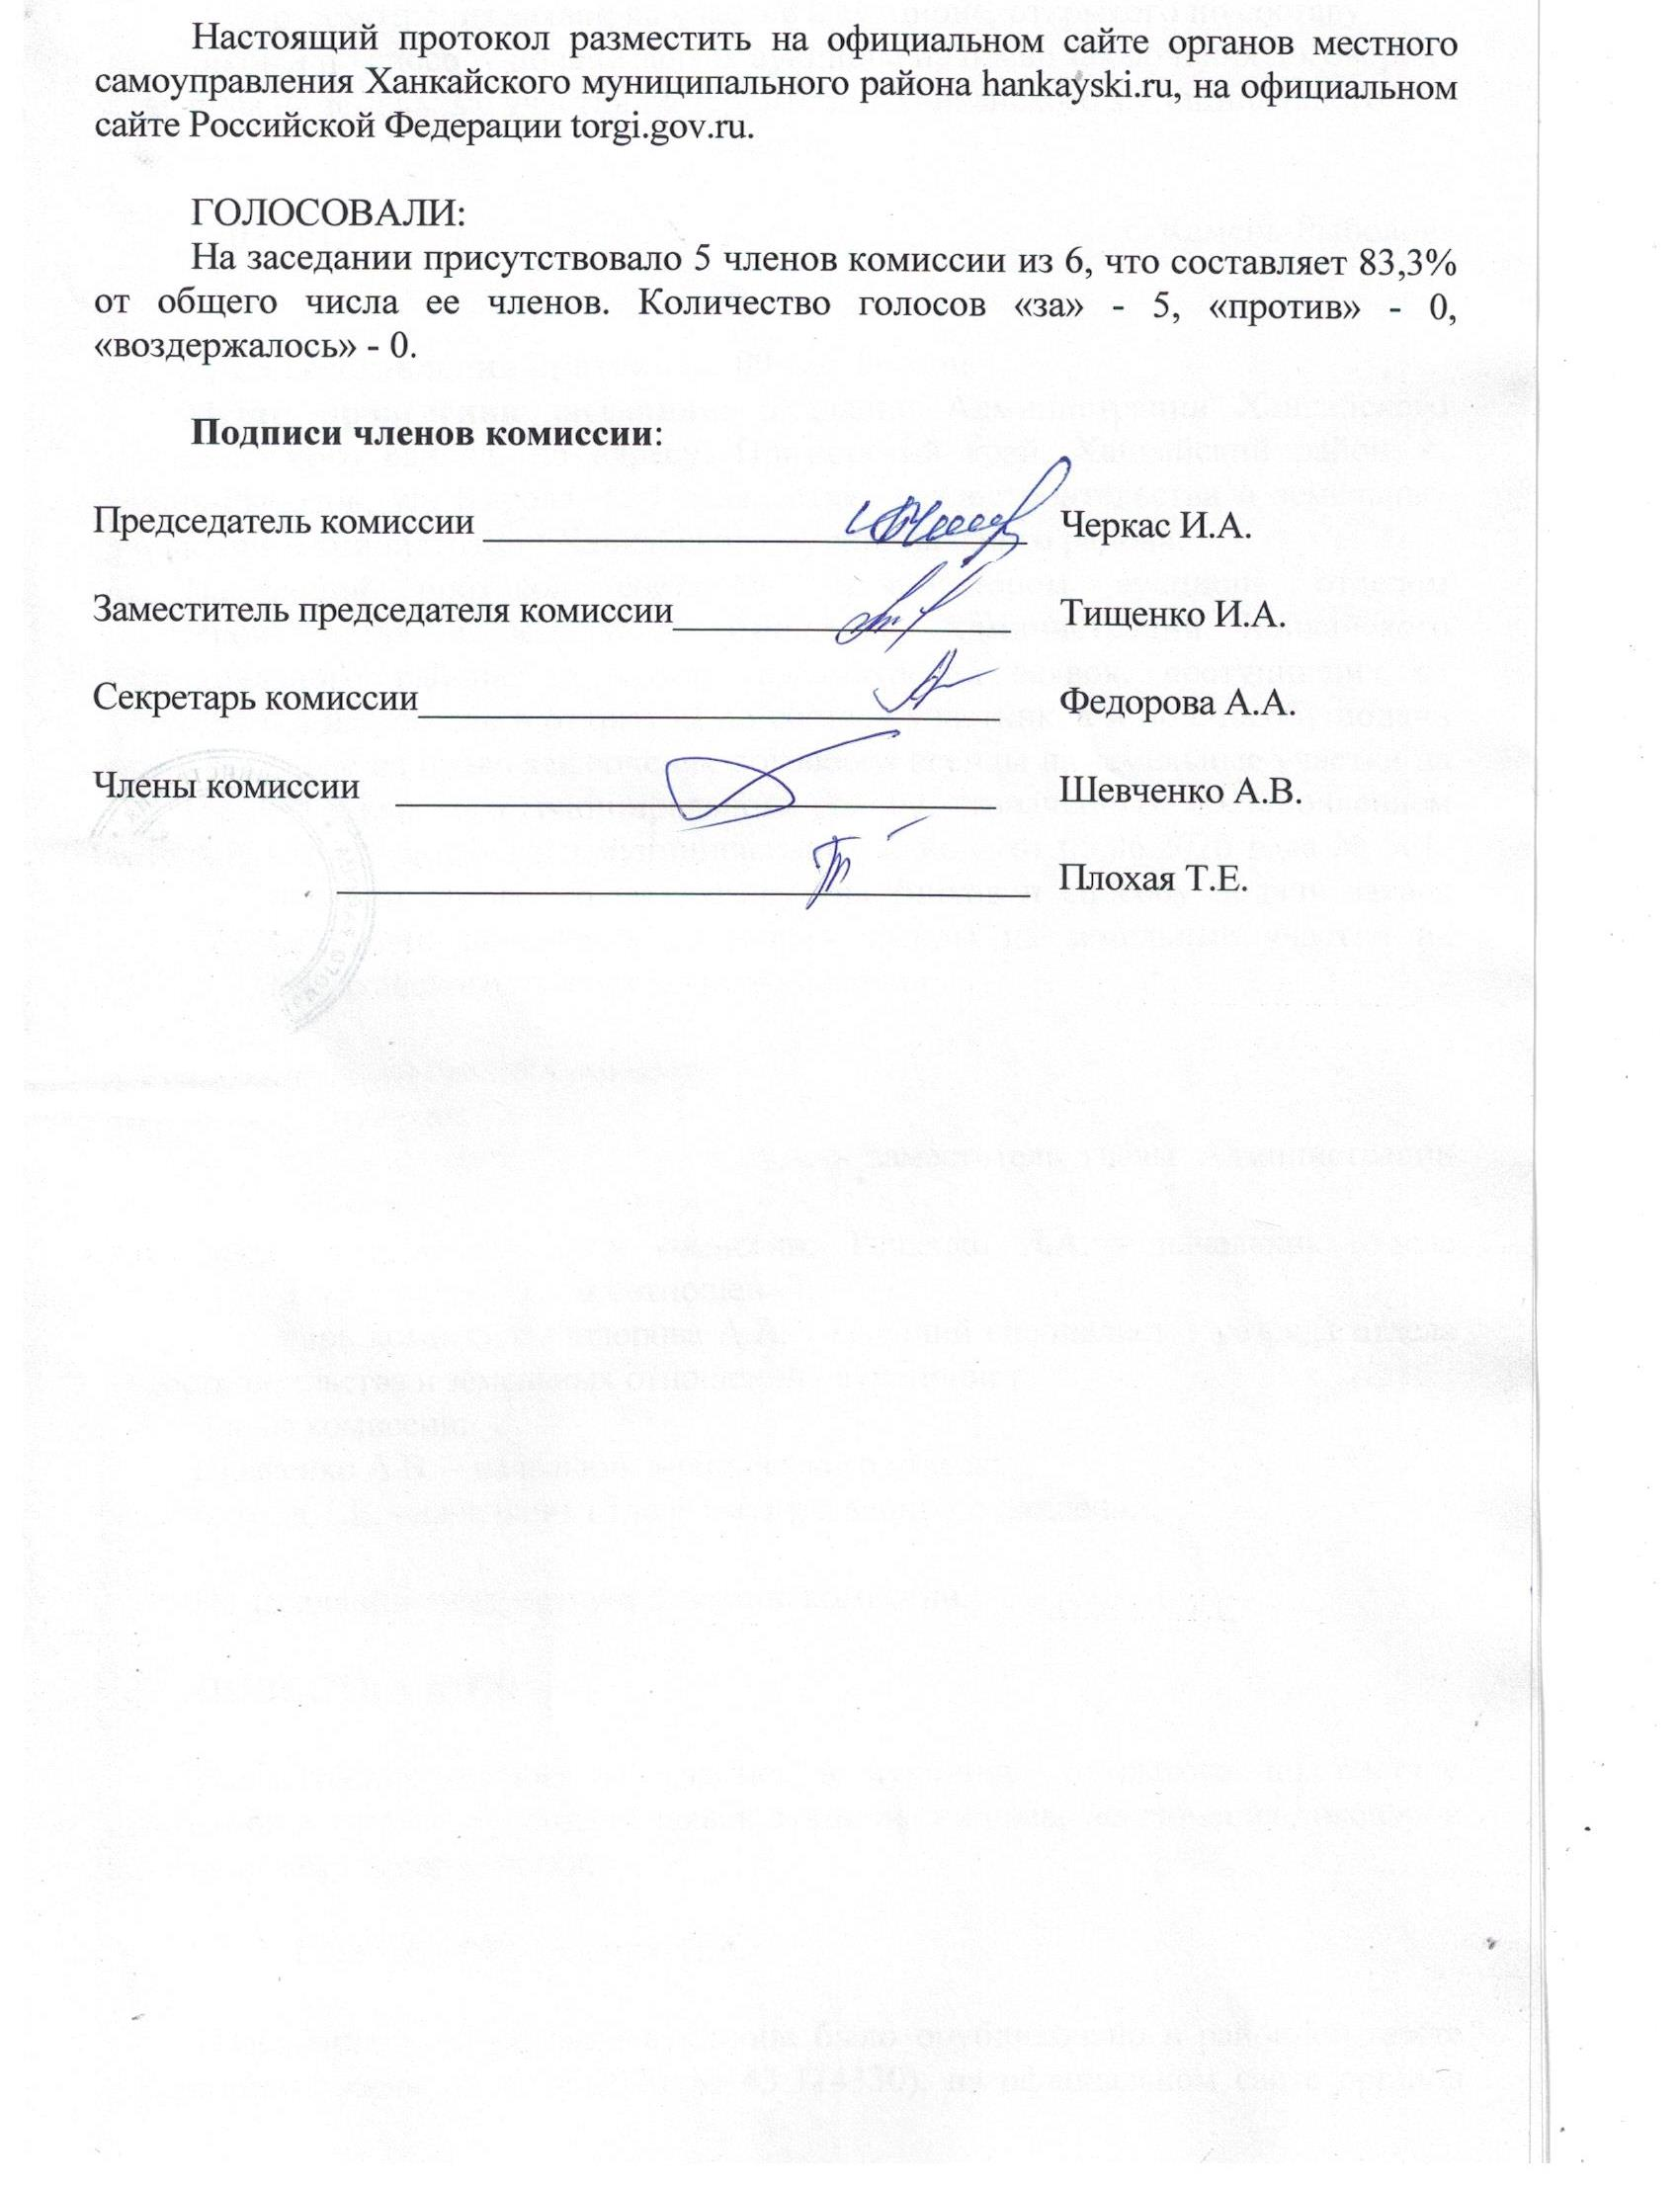 Настоящий протокол разместить на официальном сайте органов местного
самоуправления Ханкайского муниципального района hankayski.ru, на официальном
сайте Российской Федерации torgi.gov.ru.
ГОЛОСОВАЛИ:
На заседании присутствовало 5 членов комиссии из 6, что составляет 83,3%
от общего числа ее членов. Количество голосов «за» - 5, «против» - 0,
«воздержалось» - 0.
Подписи членов комиссии:
Председатель комиссии Черкас И.А.
Заместитель председателя комиссии Тищенко И.А.
Секретарь комиссии Федорова А.А.
Члены комиссии Шевченко А.В.
Плохая Т.Е.